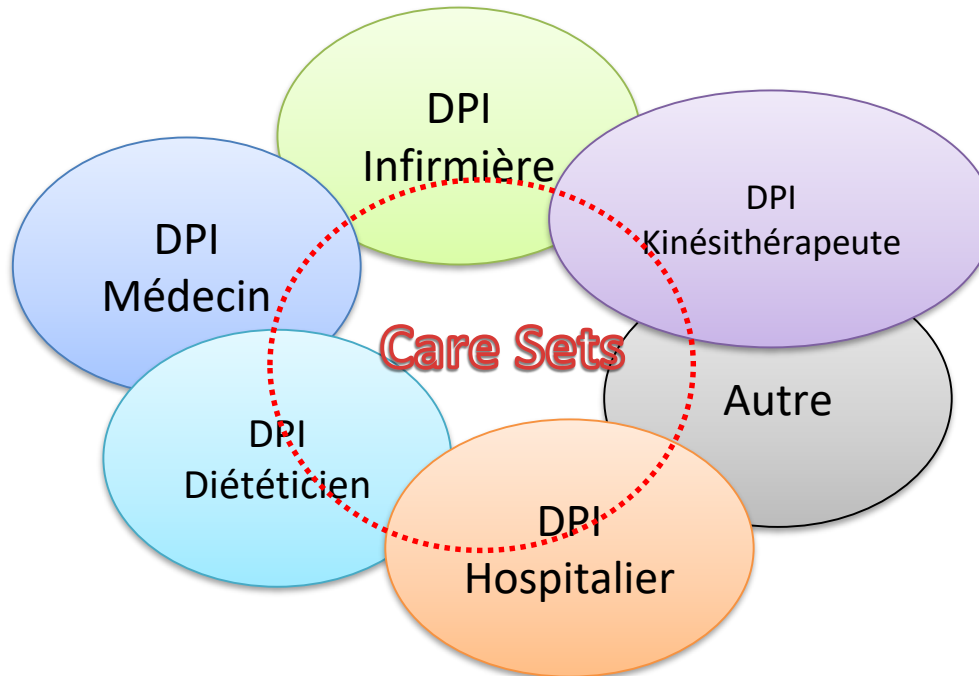 DPI
Infirmière
DPI
Kinésithérapeute
DPI
Médecin
Care Sets
Autre
DPI
Diététicien
DPI
Hospitalier